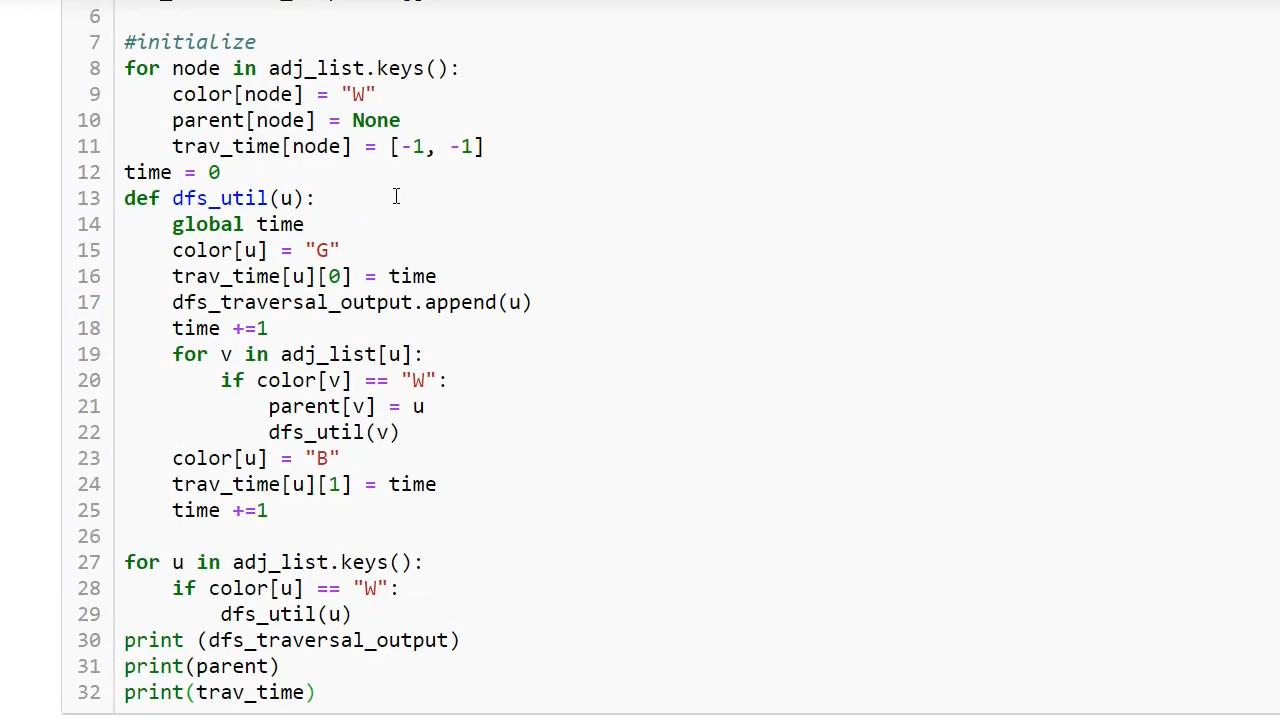 6
7 #initialize
8 for node in adj_list.keys():
9 color[node] = "W"
10 parent[node] = None
11 trav_time[node] = [-1, -1]
12 time = 0
13 def dfs_util(u):
14 global time
15 color[u] = "G"
16 trav_time[u][0] = time
17 dfs_traversal_output.append(u)
18 time +=1
19 for v in adj_list[u]:
20 if color[v] == "W":
21 parent[v] = u
22 dfs_util(v)
23 color[u] = "B"
24 trav_time[u][1] = time
25 time +=1
26
27 for u in adj_list.keys():
28 if color[u] == "W":
29 dfs_util(u)
30 print (dfs_traversal_output)
31 print(parent)
32 print(trav_time)